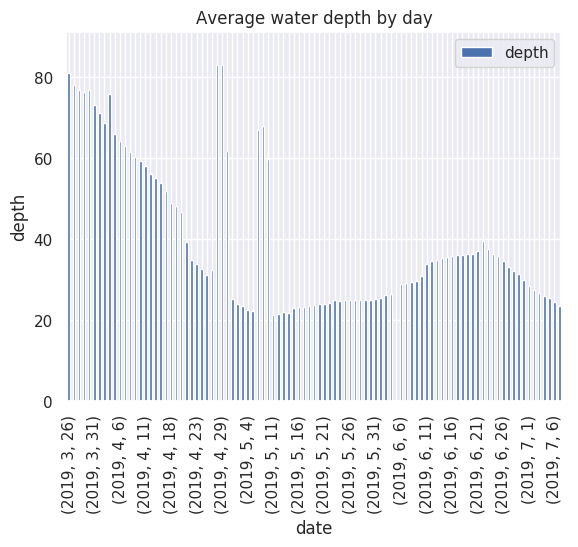 Average water depth by day
depth
depth
80
60
40
20
0
(2019, 3, 26)
(2019, 3, 31)
(2019, 4, 6)
(2019, 4, 11)
(2019, 4, 18)
(2019, 4, 23)
(2019, 4, 29)
(2019, 5, 4)
(2019, 5, 11)
(2019, 5, 16)
(2019, 5, 21)
(2019, 5, 26)
(2019, 5, 31)
(2019, 6, 6)
(2019, 6, 11)
(2019, 6, 16)
(2019, 6, 21)
(2019, 6, 26)
(2019, 7, 1)
(2019, 7, 6)
date